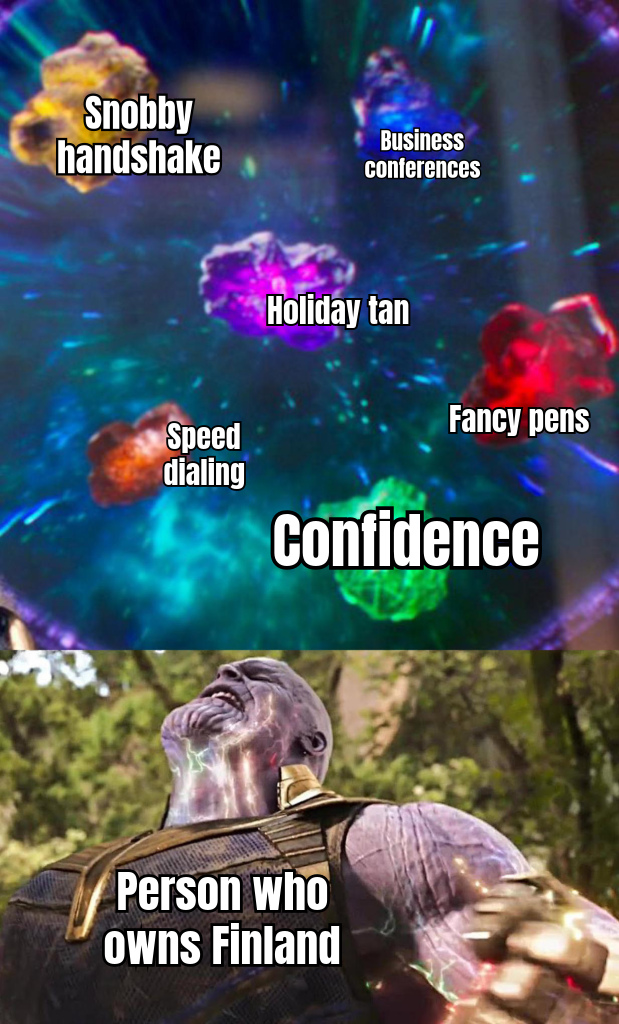 Snobby
handshake
Business
conferences
Holiday tan
Fancy pens
Speed
dialing
Confidence
Person who
owns Finland